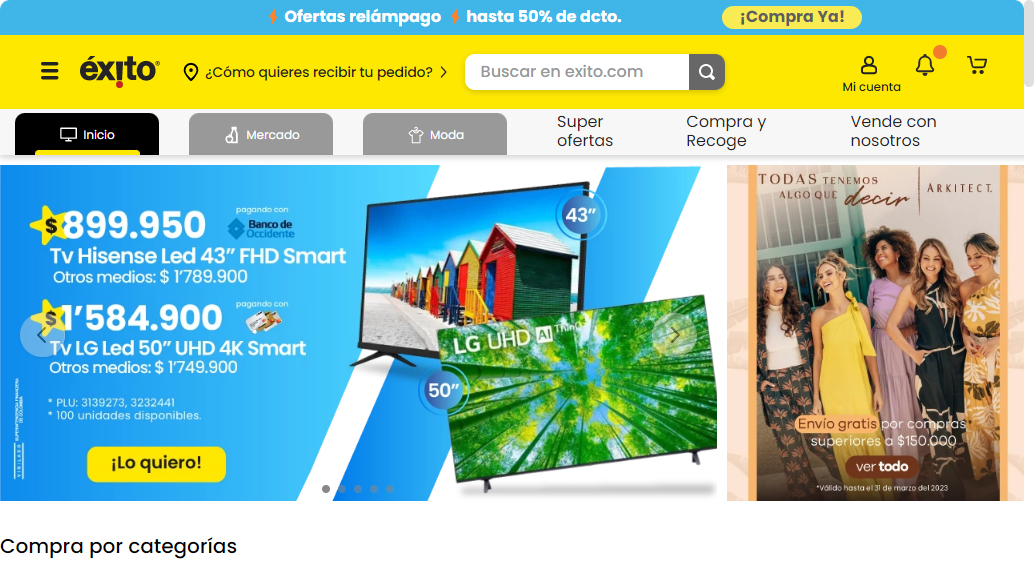 Ofertas relámpago hasta 50% de dcto.
¡Compra Ya!
éxito
¿Cómo quieres recibir tu pedido?
Buscar en exito.com
Mi cuenta
Inicio
Mercado
Moda
Super
ofertas
Compra y
Recoge
Vende con
nosotros
$899.950
pagando con
Banco de
Occidente
Tv Hisense Led 43” FHD Smart
Otros medios: $ 1’789.900
$1’584.900
pagando con
Tv LG Led 50” UHD 4K Smart
Otros medios: $ 1’749.900
* PLU: 3139273, 3232441
* 100 unidades disponibles.
¡Lo quiero!
43”
LG UHD AI ThinQ
50”
TODAS TENEMOS
ALGO QUE decir
ARKITECT.
Envío gratis por compras
superiores a $150.000
ver todo
*Válido hasta el 31 de marzo del 2023
Compra por categorías